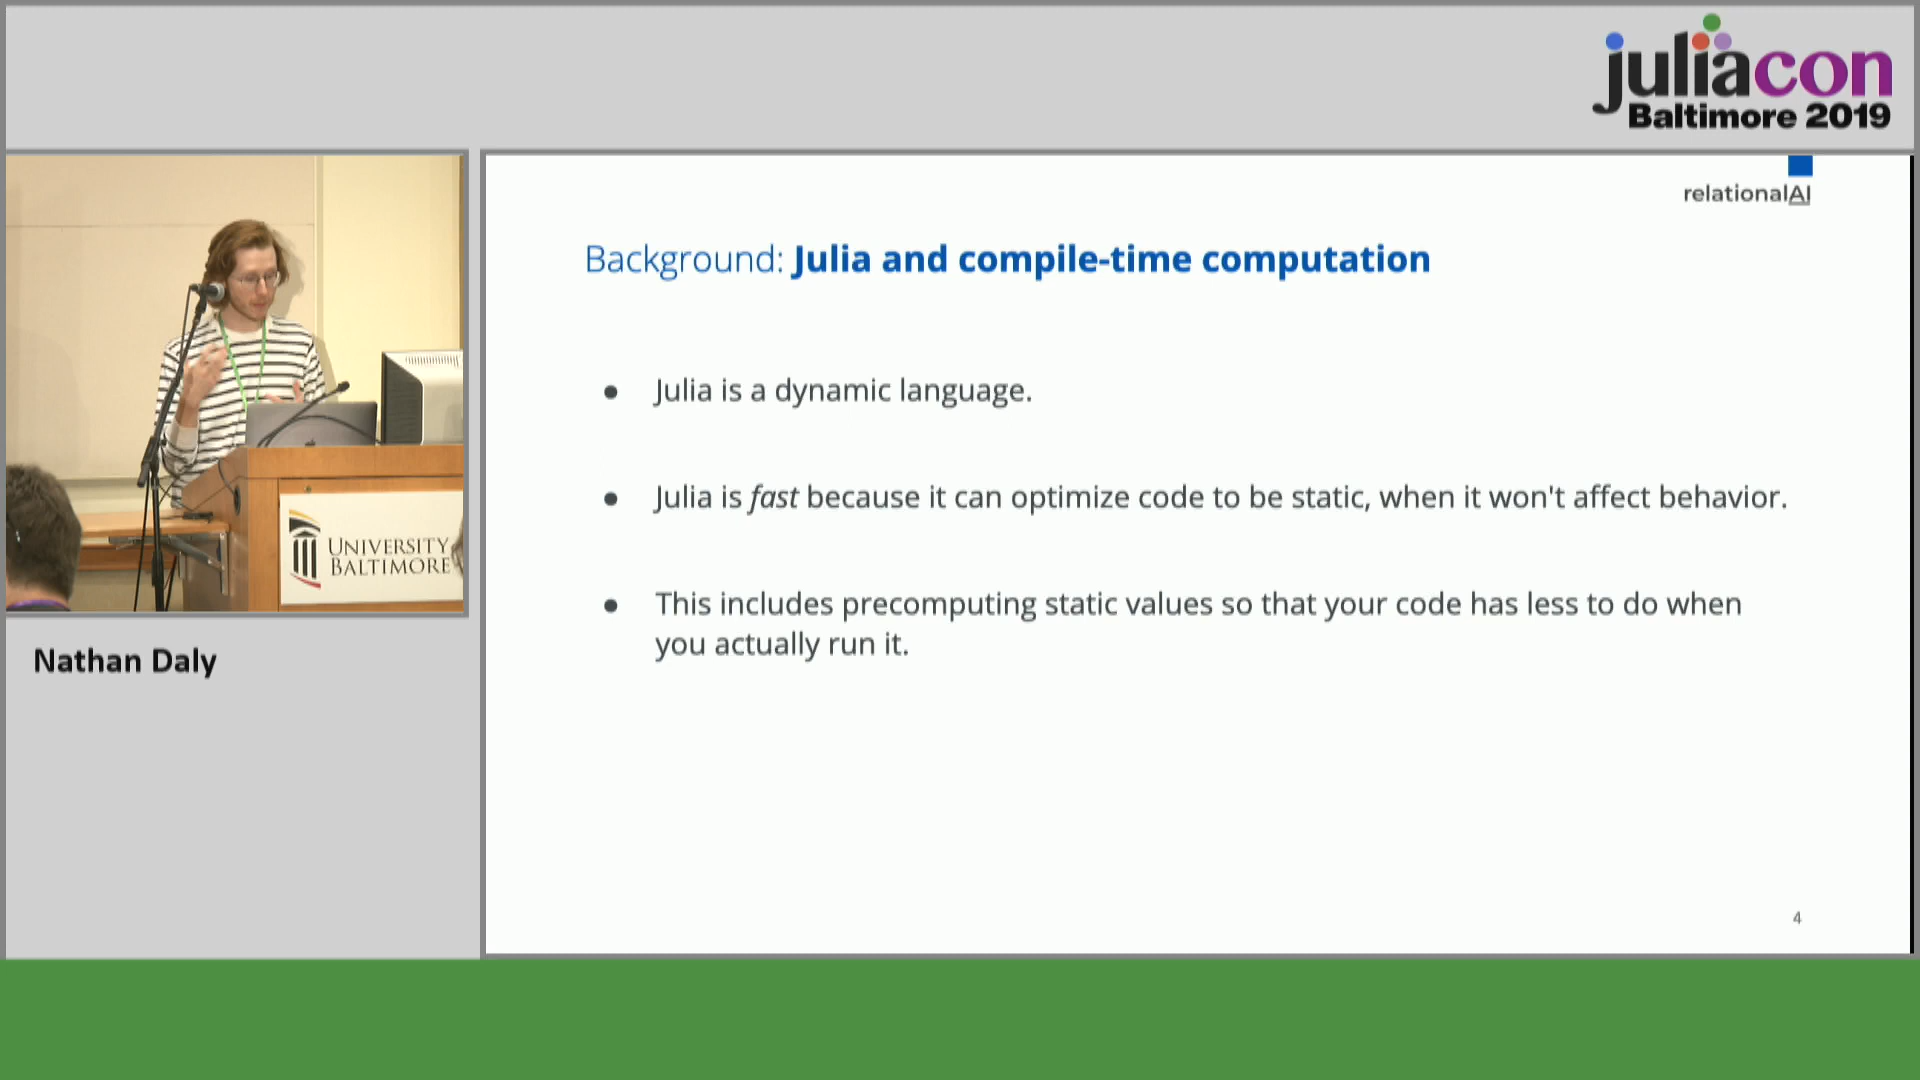 juliacon
Baltimore 2019
relationalAI
Background: Julia and compile-time computation
● Julia is a dynamic language.
● Julia is fast because it can optimize code to be static, when it won't affect behavior.
● This includes precomputing static values so that your code has less to do when
you actually run it.
4
UNIVERSITY
BALTIMORE
Nathan Daly